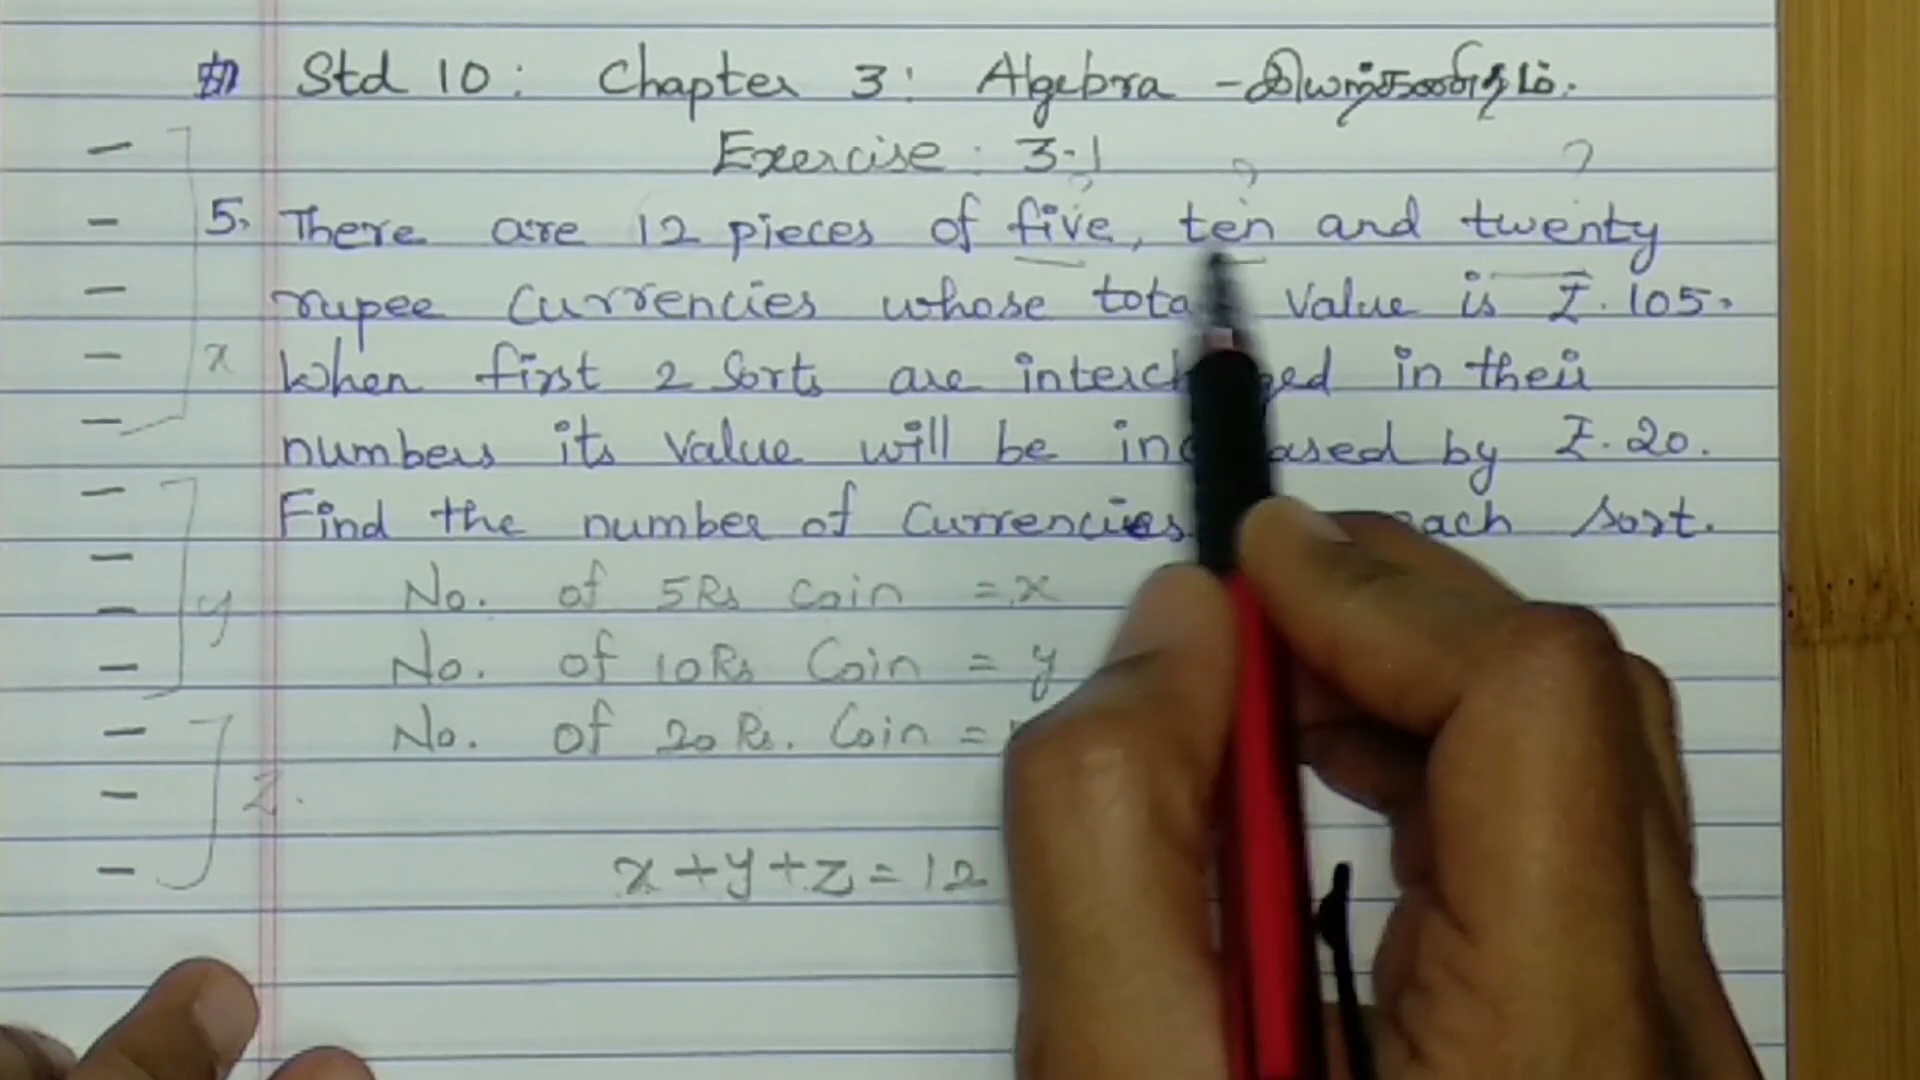 Std 10 : Chapter 3 : Algebra - இயற்கணிதம்.
Exercise : 3.1
5. There are 12 pieces of five, ten and twenty
rupee Currencies whose total Value is ₹. 105.
When first 2 Sorts are interchanged in their
numbers its Value will be increased by ₹. 20.
Find the number of Currencies each sort.
No. of 5Rs Coin = x
No. of 10Rs Coin = y
No. of 20 Rs. Coin =
x + y + z = 12
x
y
z.